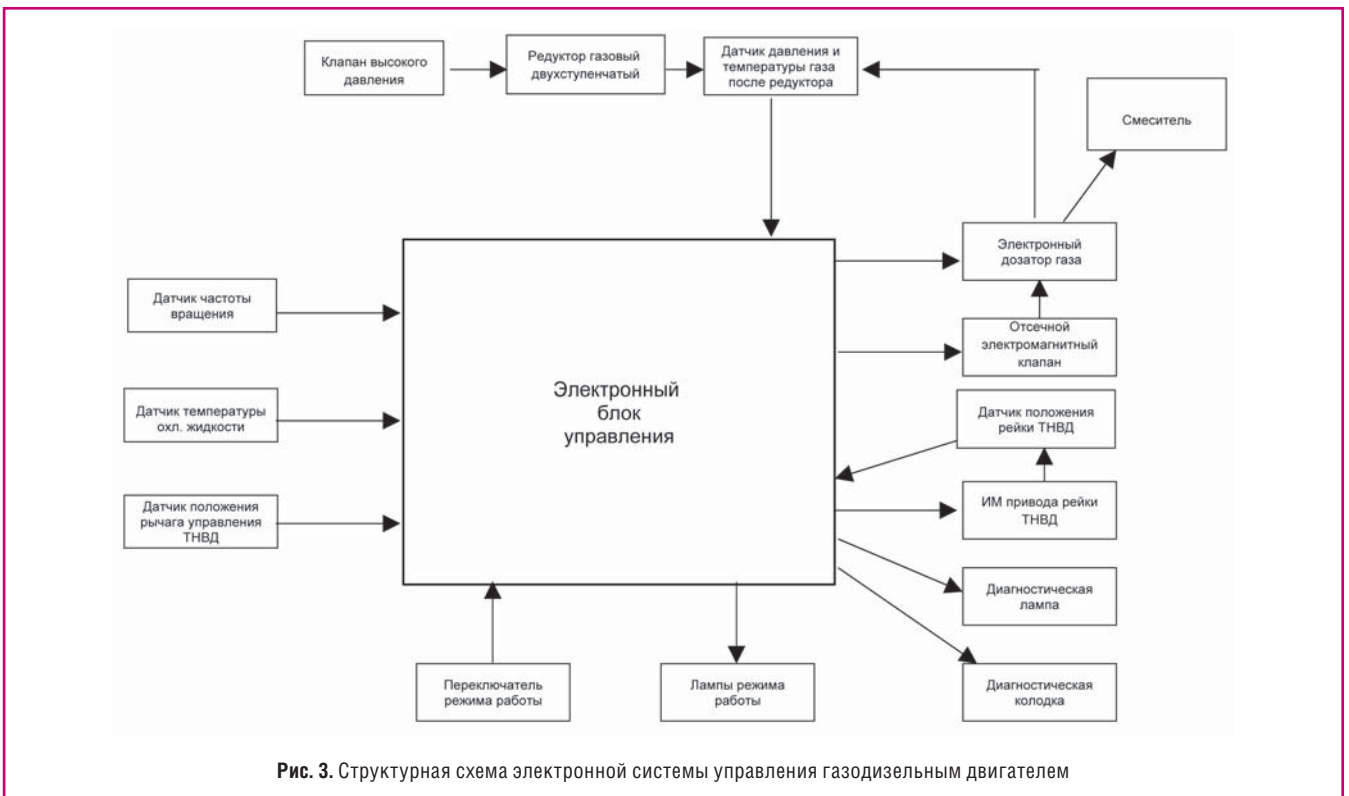 Клапан высокого
давления
Редуктор газовый
двухступенчатый
Датчик давления и
температуры газа
после редуктора
Смеситель
Электронный
дозатор газа
Датчик частоты
вращения
Отсечной
электромагнитный
клапан
Электронный
блок
управления
Датчик температуры
охл. жидкости
Датчик положения
рейки ТНВД
Датчик положения
рычага управления
ТНВД
ИМ привода рейки
ТНВД
Диагностическая
лампа
Переключатель
режима работы
Лампы режима
работы
Диагностическая
колодка
Рис. 3. Структурная схема электронной системы управления газодизельным двигателем